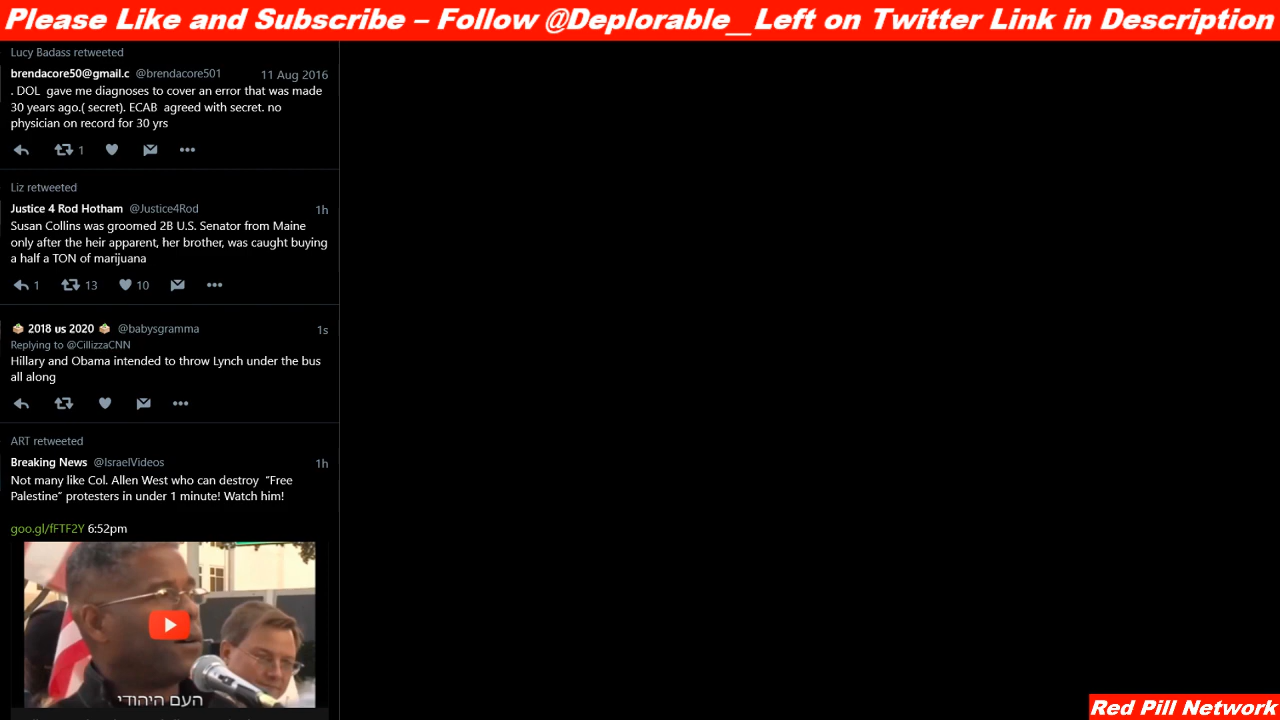 Please Like and Subscribe – Follow @Deplorable__Left on Twitter Link in Description
Lucy Badass retweeted
brendacore50@gmail.c @brendacore501 11 Aug 2016
. DOL gave me diagnoses to cover an error that was made
30 years ago.( secret). ECAB agreed with secret. no
physician on record for 30 yrs
1
Liz retweeted
Justice 4 Rod Hotham @Justice4Rod 1h
Susan Collins was groomed 2B U.S. Senator from Maine
only after the heir apparent, her brother, was caught buying
a half a TON of marijuana
1 13 10
2018 us 2020 @babysgramma 1s
Replying to @CillizzaCNN
Hillary and Obama intended to throw Lynch under the bus
all along
ART retweeted
Breaking News @IsraelVideos 1h
Not many like Col. Allen West who can destroy “Free
Palestine” protesters in under 1 minute! Watch him!
goo.gl/fFTF2Y 6:52pm
העם היהודי
Red Pill Network